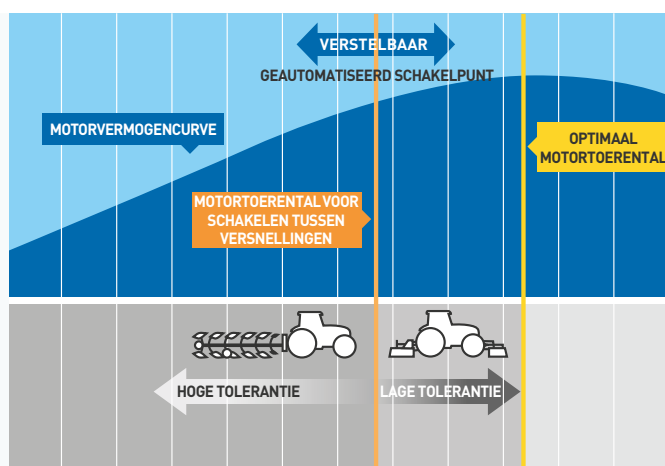 VERSTELBAAR
GEAUTOMATISEERD SCHAKELPUNT
MOTORVERMOGENCURVE
OPTIMAAL
MOTORTOERENTAL
MOTORTOERENTAL VOOR
SCHAKELEN TUSSEN
VERSNELLINGEN
HOGE TOLERANTIE
LAGE TOLERANTIE